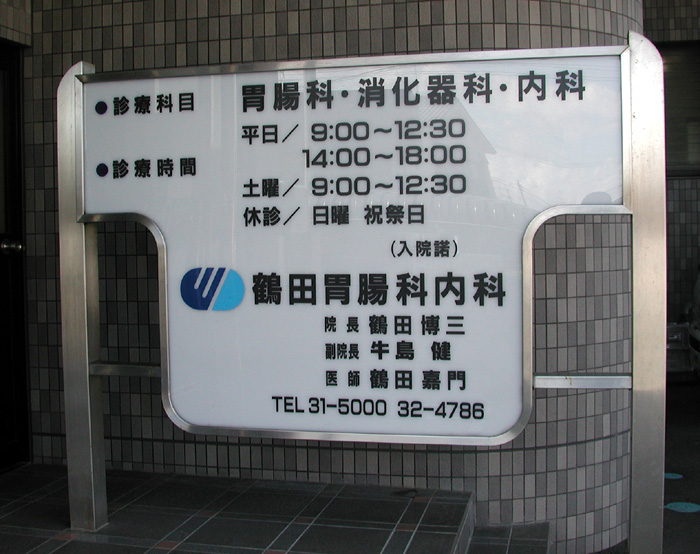 ●診療科目 胃腸科・消化器科・内科
●診療時間 平日／ 9:00〜12:30
14:00〜18:00
土曜／ 9:00〜12:30
休診／ 日曜 祝祭日
(入院諾)
鶴田胃腸科内科
院長 鶴田博三
副院長 牛島 健
医師 鶴田嘉門
TEL 31-5000 32-4786